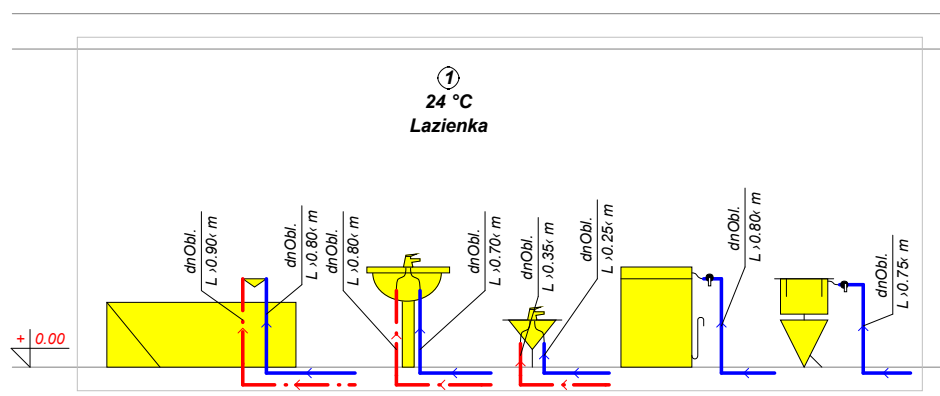 1
24 °C
Lazienka
dnObl.
L ›0.90‹ m
dnObl.
L ›0.80‹ m
dnObl.
L ›0.80‹ m
dnObl.
L ›0.70‹ m
dnObl.
L ›0.35‹ m
dnObl.
L ›0.25‹ m
dnObl.
L ›0.80‹ m
dnObl.
L ›0.75‹ m
+ 0.00